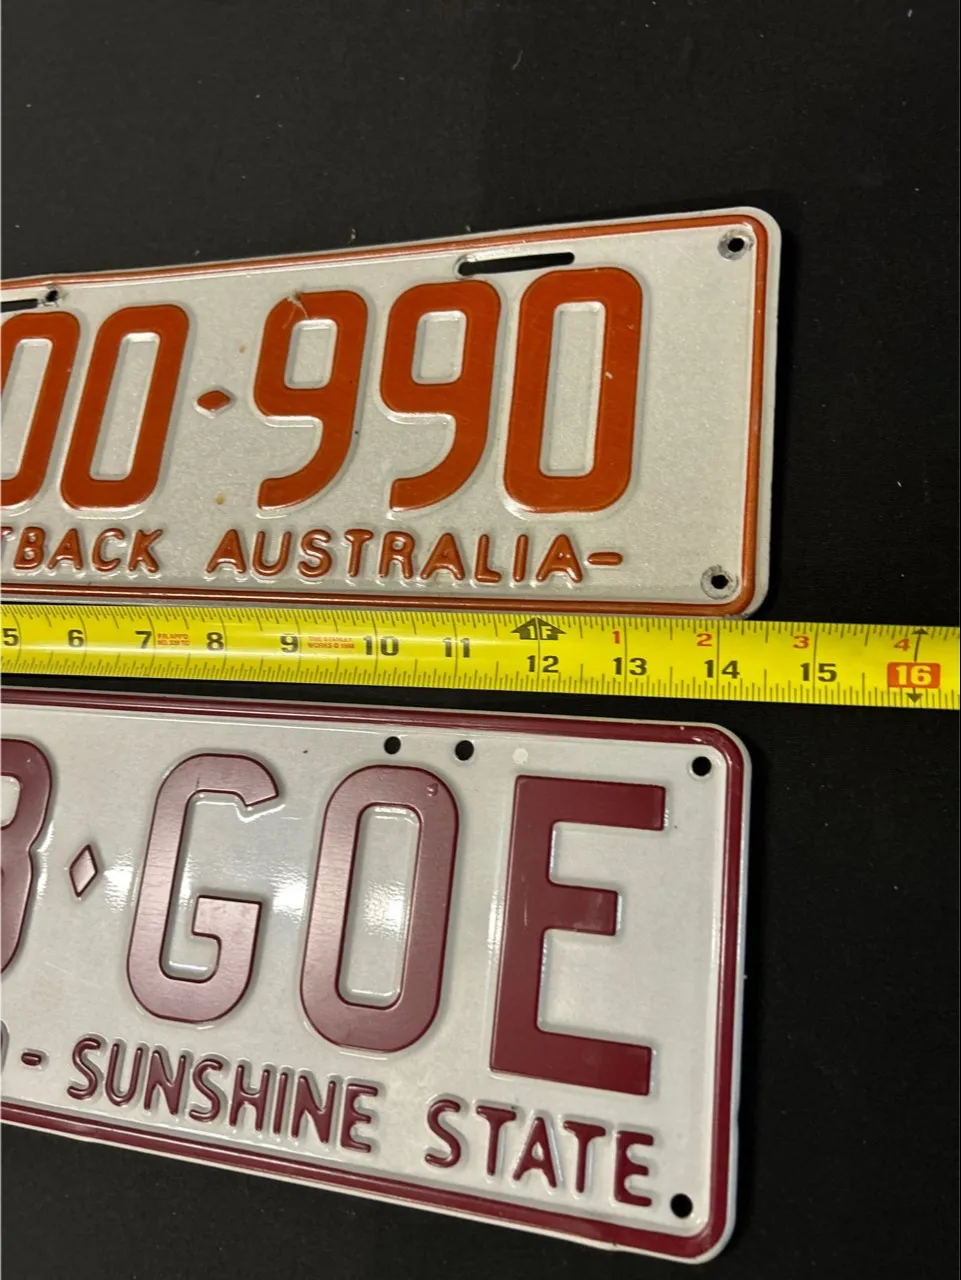 00·990
TBACK AUSTRALIA-
1F 1 2 3 4
5 6 7 8 9 10 11 12 13 14 15 16
B·GOE
- SUNSHINE STATE